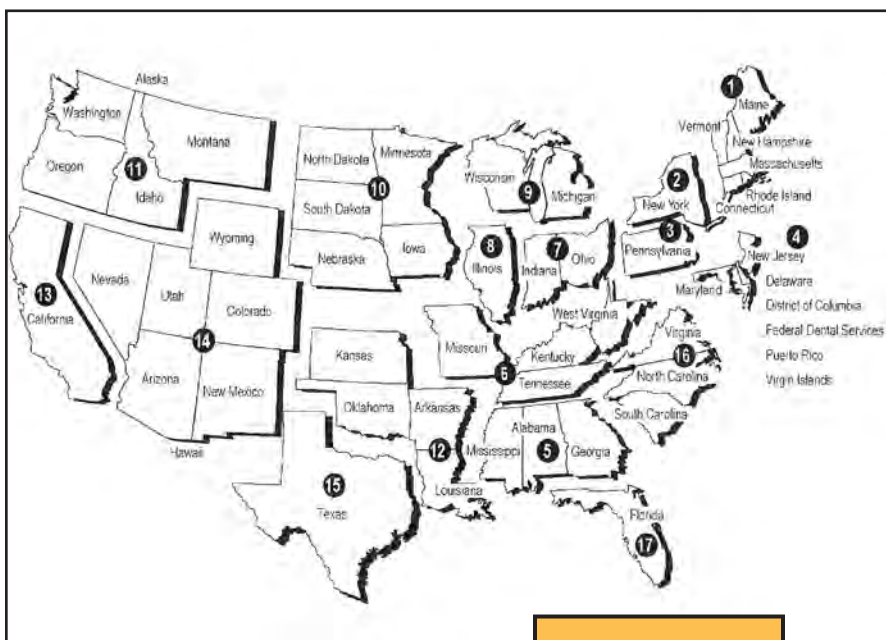 Alaska
Washington
Oregon
11
Idaho
Montana
Wyoming
13
California
Nevada
Utah
Colorado
14
Arizona
New Mexico
Hawaii
North Dakota
Minnesota
10
South Dakota
Nebraska
Iowa
Wisconsin
9
Michigan
8
Illinois
7
Indiana
Ohio
Kansas
Missouri
Oklahoma
Arkansas
12
Louisiana
15
Texas
West Virginia
Kentucky
6
Tennessee
Mississippi
Alabama
5
Georgia
Virginia
16
North Carolina
South Carolina
Florida
17
1
Maine
Vermont
New Hampshire
Massachusetts
Rhode Island
Connecticut
2
New York
3
Pennsylvania
4
New Jersey
Maryland
Delaware
District of Columbia
Federal Dental Services
Puerto Rico
Virgin Islands